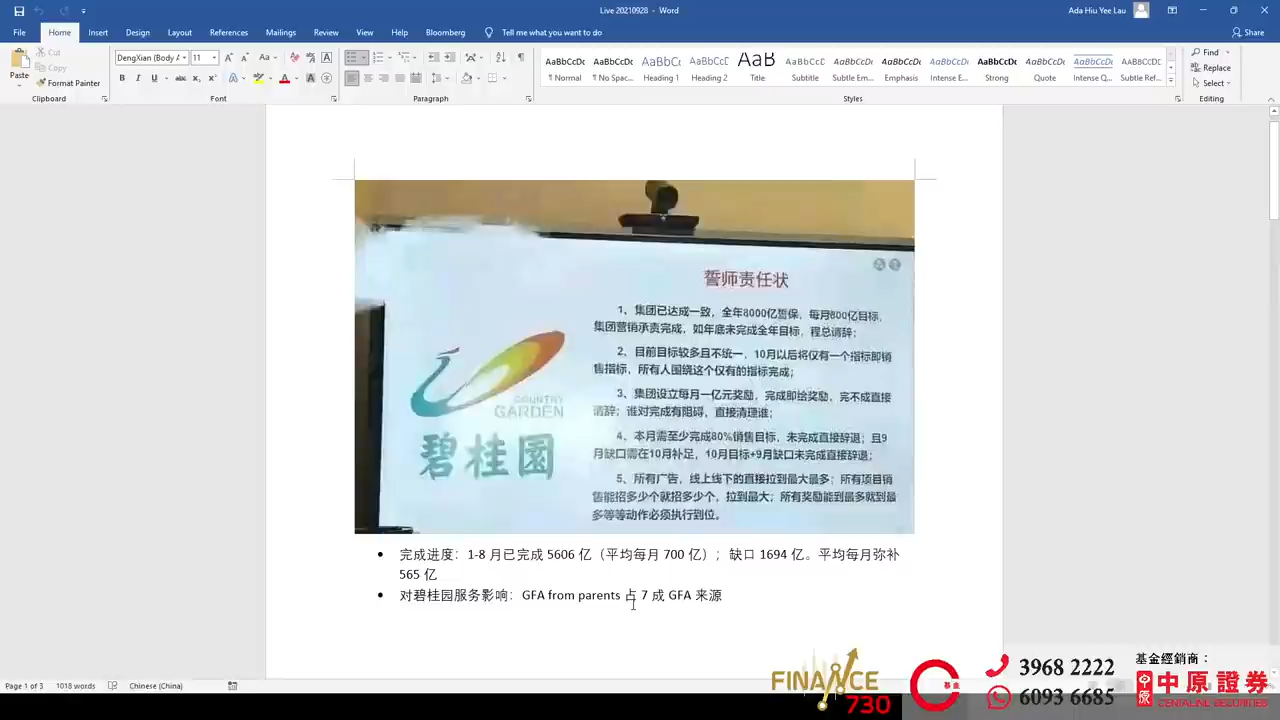 Live 20210928 - Word
Ada Hiu Yee Lau
File Home Insert Design Layout References Mailings Review View Help Bloomberg Tell me what you want to do Share
Paste
Cut
Copy
Format Painter
Clipboard
DengXian (Body A 11
Font
Paragraph
AaBbCcDc AaBbCcDc AaBbCc AaBbCcD AaB AaBbCcD AaBbCcDc AaBbCcDc AaBbCcDc AaBbCcDc AaBbCcDc AaBbCcDc AaBbCcDc
¶ Normal ¶ No Spac... Heading 1 Heading 2 Title Subtitle Subtle Em... Emphasis Intense E... Strong Quote Intense Q... Subtle Ref...
Styles
Find
Replace
Select
Editing
誓师责任状
1、集团已达成一致，全年8000亿誓保，每月800亿目标，
集团营销承责完成，如年底未完成全年目标，程总请辞；
2、目前目标较多且不统一，10月以后将仅有一个指标即销
售指标，所有人围绕这个仅有的指标完成；
3、集团设立每月一亿元奖励，完成即给奖励，完不成直接
请辞；谁对完成有阻碍，直接清理谁；
4、本月需至少完成80%销售目标，未完成直接辞退；且9
月缺口需在10月补足，10月目标+9月缺口未完成直接辞退；
5、所有广告，线上线下的直接拉到最大最多；所有项目销
售能招多少个就招多少个，拉到最大；所有奖励能到最多就到最
多等等动作必须执行到位。
COUNTRY
GARDEN
碧桂園
• 完成进度：1-8 月已完成 5606 亿（平均每月 700 亿）；缺口 1694 亿。平均每月弥补
565 亿
• 对碧桂园服务影响：GFA from parents 占 7 成 GFA 来源
Page 1 of 3 1018 words Chinese (China)
FINANCE
730
基金
3968 2222
6093 6685
基金經銷商：
中原證券
CENTALINE SECURITIES